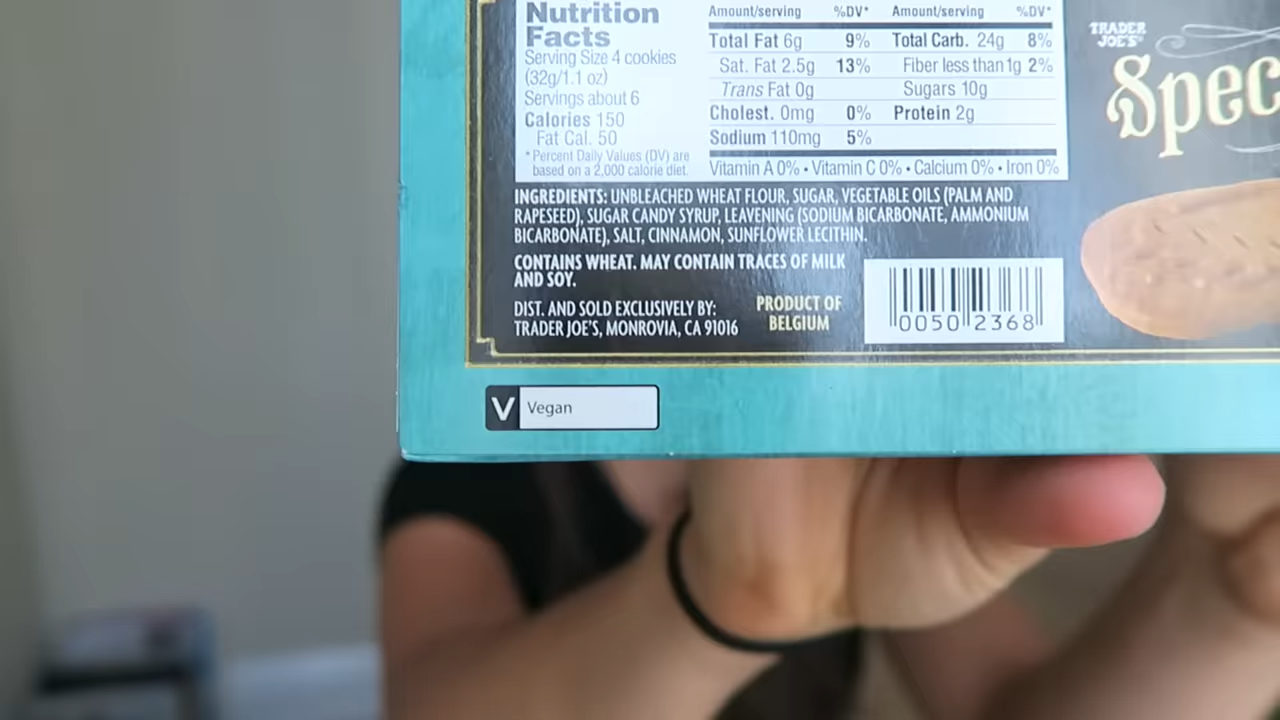 Nutrition
Facts
Serving Size 4 cookies
(32g/1.1 oz)
Servings about 6
Calories 150
Fat Cal. 50
*Percent Daily Values (DV) are
based on a 2,000 calorie diet.
Amount/serving %DV* Amount/serving %DV*
Total Fat 6g 9% Total Carb. 24g 8%
Sat. Fat 2.5g 13% Fiber less than 1g 2%
Trans Fat 0g Sugars 10g
Cholest. 0mg 0% Protein 2g
Sodium 110mg 5%
Vitamin A 0% • Vitamin C 0% • Calcium 0% • Iron 0%
INGREDIENTS: UNBLEACHED WHEAT FLOUR, SUGAR, VEGETABLE OILS (PALM AND
RAPESEED), SUGAR CANDY SYRUP, LEAVENING (SODIUM BICARBONATE, AMMONIUM
BICARBONATE), SALT, CINNAMON, SUNFLOWER LECITHIN.
CONTAINS WHEAT. MAY CONTAIN TRACES OF MILK
AND SOY.
DIST. AND SOLD EXCLUSIVELY BY:
TRADER JOE'S, MONROVIA, CA 91016
PRODUCT OF
BELGIUM
0050 2368
V Vegan
TRADER
JOE'S
Spec